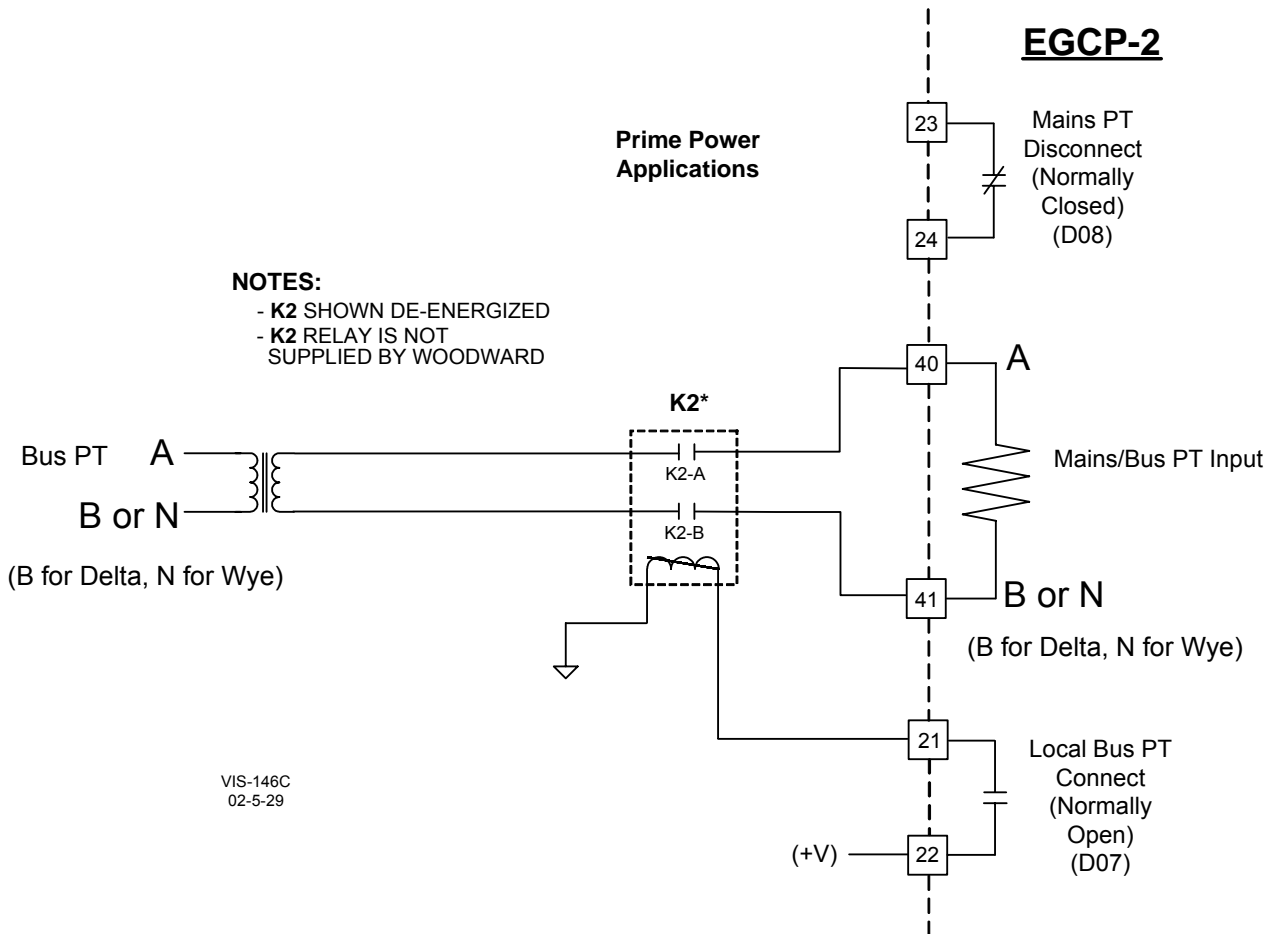 EGCP-2
23
Mains PT
Disconnect
(Normally
Closed)
(D08)
24
Prime Power
Applications
NOTES:
- K2 SHOWN DE-ENERGIZED
- K2 RELAY IS NOT
SUPPLIED BY WOODWARD
40
A
K2*
K2-A
K2-B
Bus PT
A
B or N
(B for Delta, N for Wye)
Mains/Bus PT Input
41
B or N
(B for Delta, N for Wye)
21
Local Bus PT
Connect
(Normally
Open)
(D07)
(+V)
22
VIS-146C
02-5-29